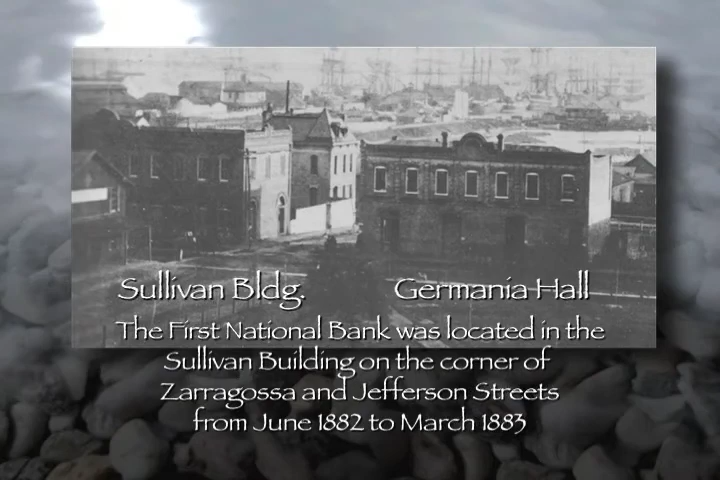 Sullivan Bldg. Germania Hall
The First National Bank was located in the
Sullivan Building on the corner of
Zarragossa and Jefferson Streets
from June 1882 to March 1883